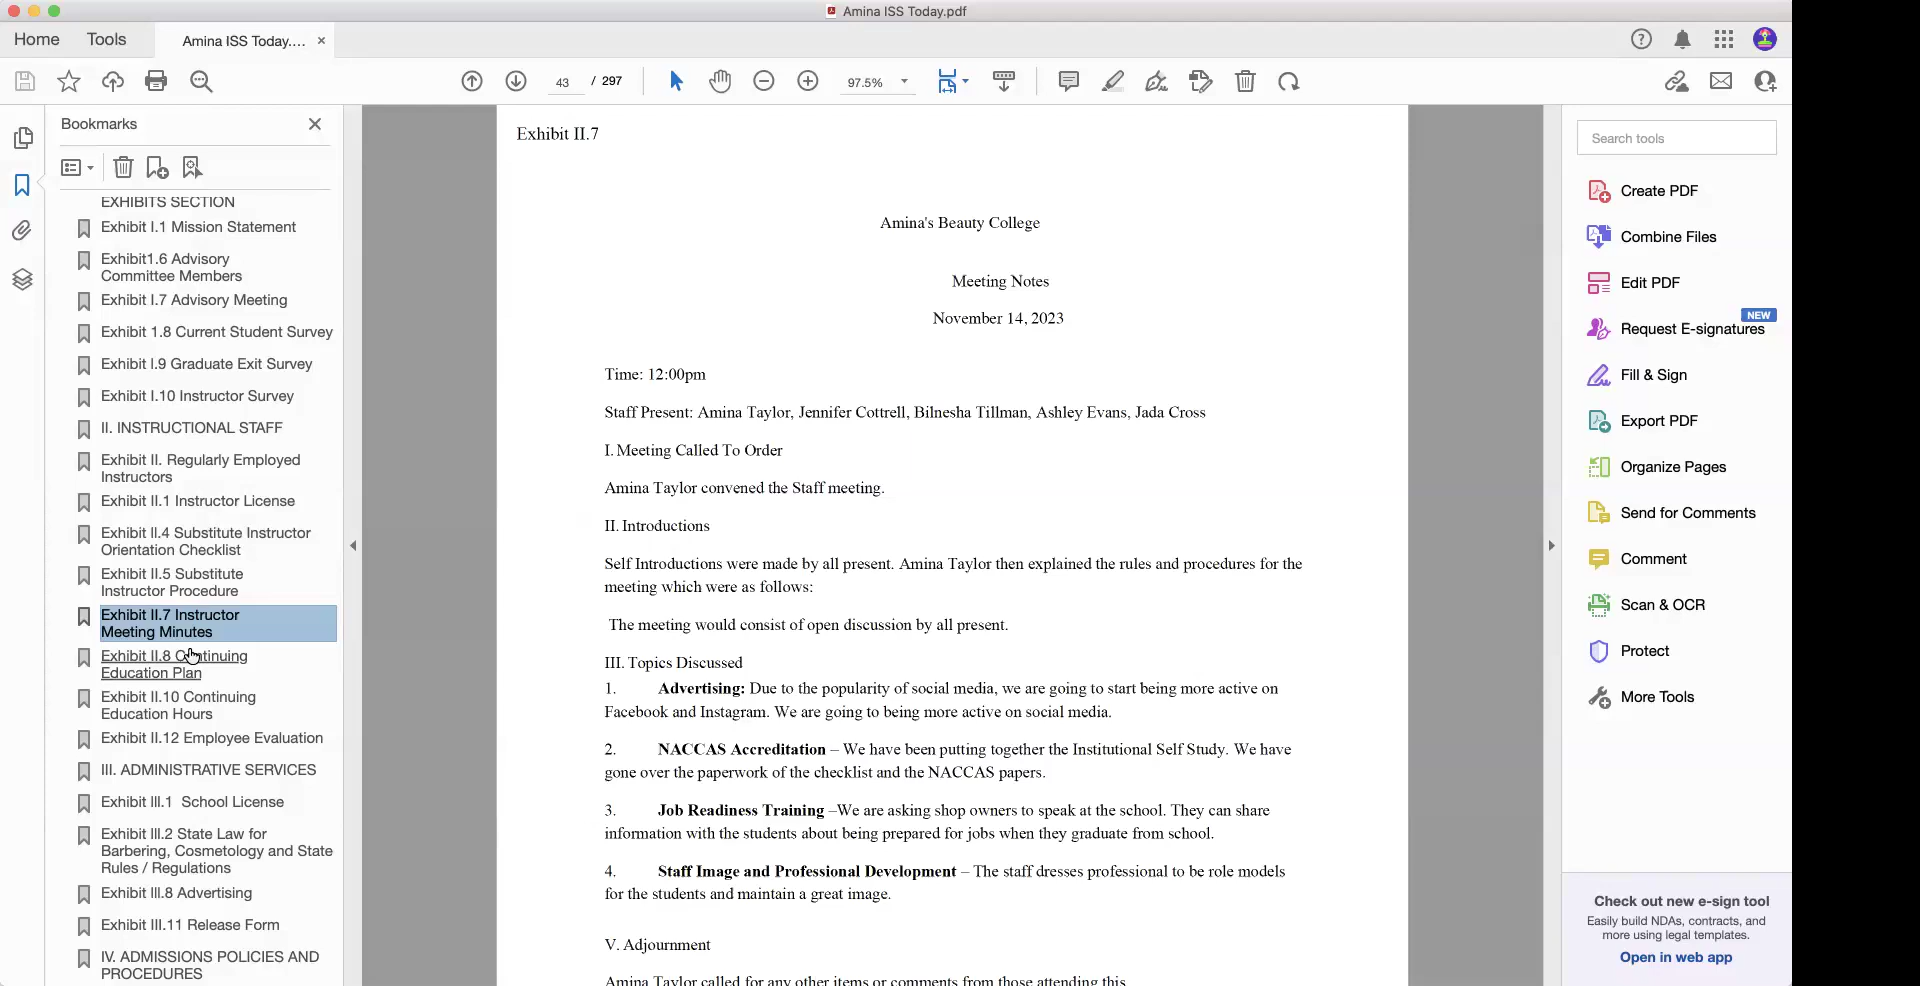 Amina ISS Today.pdf
Home
Tools
Amina ISS Today....
43 / 297
97.5%
Bookmarks
EXHIBITS SECTION
Exhibit I.1 Mission Statement
Exhibit1.6 Advisory
Committee Members
Exhibit I.7 Advisory Meeting
Exhibit 1.8 Current Student Survey
Exhibit I.9 Graduate Exit Survey
Exhibit I.10 Instructor Survey
II. INSTRUCTIONAL STAFF
Exhibit II. Regularly Employed
Instructors
Exhibit II.1 Instructor License
Exhibit II.4 Substitute Instructor
Orientation Checklist
Exhibit II.5 Substitute
Instructor Procedure
Exhibit II.7 Instructor
Meeting Minutes
Exhibit II.8 Continuing
Education Plan
Exhibit II.10 Continuing
Education Hours
Exhibit II.12 Employee Evaluation
III. ADMINISTRATIVE SERVICES
Exhibit III.1 School License
Exhibit III.2 State Law for
Barbering, Cosmetology and State
Rules / Regulations
Exhibit III.8 Advertising
Exhibit III.11 Release Form
IV. ADMISSIONS POLICIES AND
PROCEDURES
Exhibit II.7
Amina's Beauty College
Meeting Notes
November 14, 2023
Time: 12:00pm
Staff Present: Amina Taylor, Jennifer Cottrell, Bilnesha Tillman, Ashley Evans, Jada Cross
I. Meeting Called To Order
Amina Taylor convened the Staff meeting.
II. Introductions
Self Introductions were made by all present. Amina Taylor then explained the rules and procedures for the
meeting which were as follows:
The meeting would consist of open discussion by all present.
III. Topics Discussed
1. Advertising: Due to the popularity of social media, we are going to start being more active on
Facebook and Instagram. We are going to being more active on social media.
2. NACCAS Accreditation – We have been putting together the Institutional Self Study. We have
gone over the paperwork of the checklist and the NACCAS papers.
3. Job Readiness Training –We are asking shop owners to speak at the school. They can share
information with the students about being prepared for jobs when they graduate from school.
4. Staff Image and Professional Development – The staff dresses professional to be role models
for the students and maintain a great image.
V. Adjournment
Amina Taylor called for any other items or comments from those attending this
Search tools
Create PDF
Combine Files
Edit PDF
NEW
Request E-signatures
Fill & Sign
Export PDF
Organize Pages
Send for Comments
Comment
Scan & OCR
Protect
More Tools
Check out new e-sign tool
Easily build NDAs, contracts, and
more using legal templates.
Open in web app